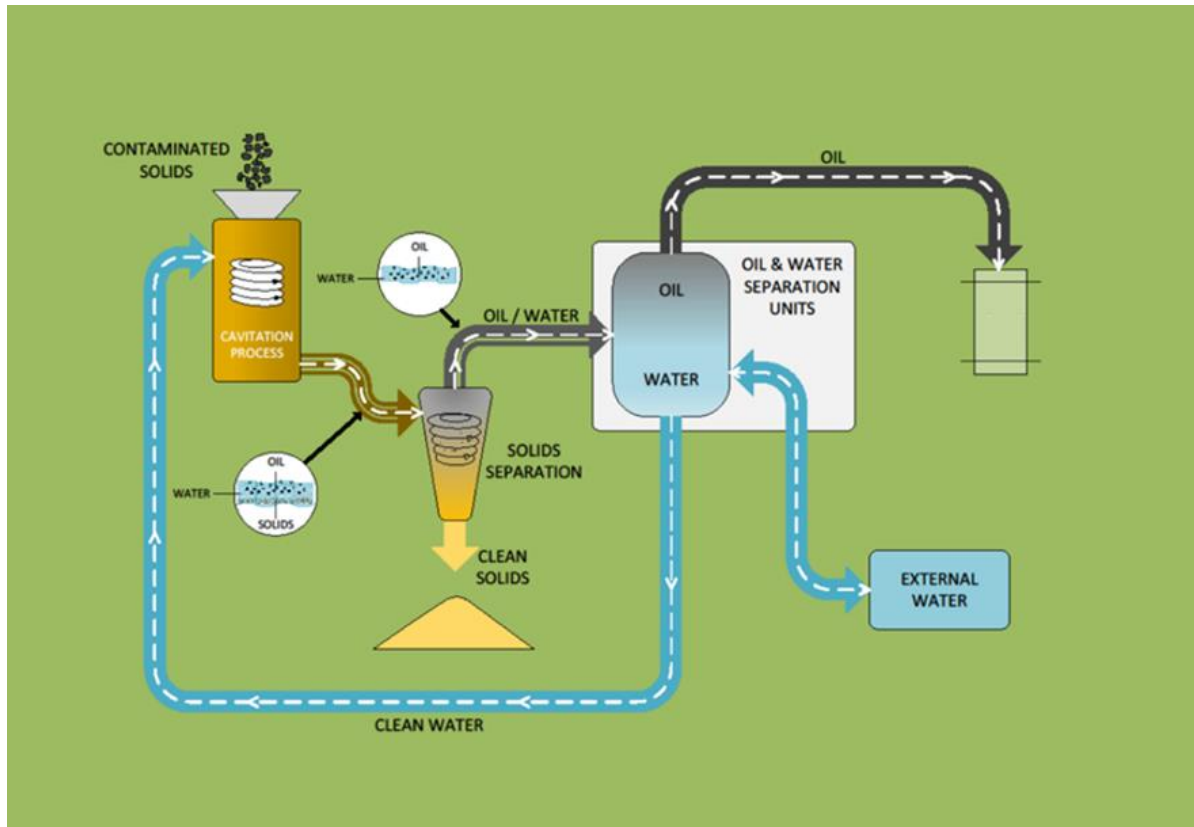 CONTAMINATED
SOLIDS
CAVITATION
PROCESS
OIL
WATER
OIL
WATER
SOLIDS
OIL / WATER
SOLIDS
SEPARATION
CLEAN
SOLIDS
OIL
OIL & WATER
SEPARATION
UNITS
OIL
WATER
EXTERNAL
WATER
CLEAN WATER